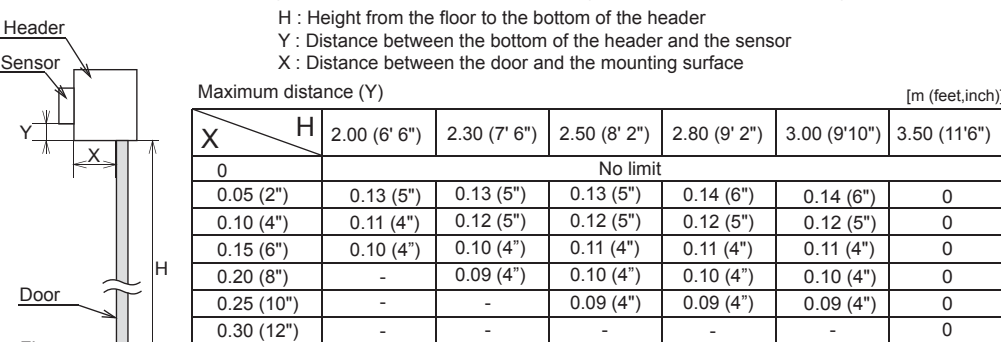 H : Height from the floor to the bottom of the header
Header
Y : Distance between the bottom of the header and the sensor
Sensor
X : Distance between the door and the mounting surface
Maximum distance (Y)
[m (feet,inch)]
X H 2.00 (6' 6") 2.30 (7' 6") 2.50 (8' 2") 2.80 (9' 2") 3.00 (9'10") 3.50 (11'6")
Y
X
0 No limit
0.05 (2") 0.13 (5") 0.13 (5") 0.13 (5") 0.14 (6") 0.14 (6") 0
0.10 (4") 0.11 (4") 0.12 (5") 0.12 (5") 0.12 (5") 0.12 (5") 0
0.15 (6") 0.10 (4”) 0.10 (4”) 0.11 (4") 0.11 (4") 0.11 (4") 0
H
0.20 (8") - 0.09 (4”) 0.10 (4”) 0.10 (4”) 0.10 (4") 0
Door
0.25 (10") - - 0.09 (4") 0.09 (4”) 0.09 (4") 0
0.30 (12") - - - - - 0